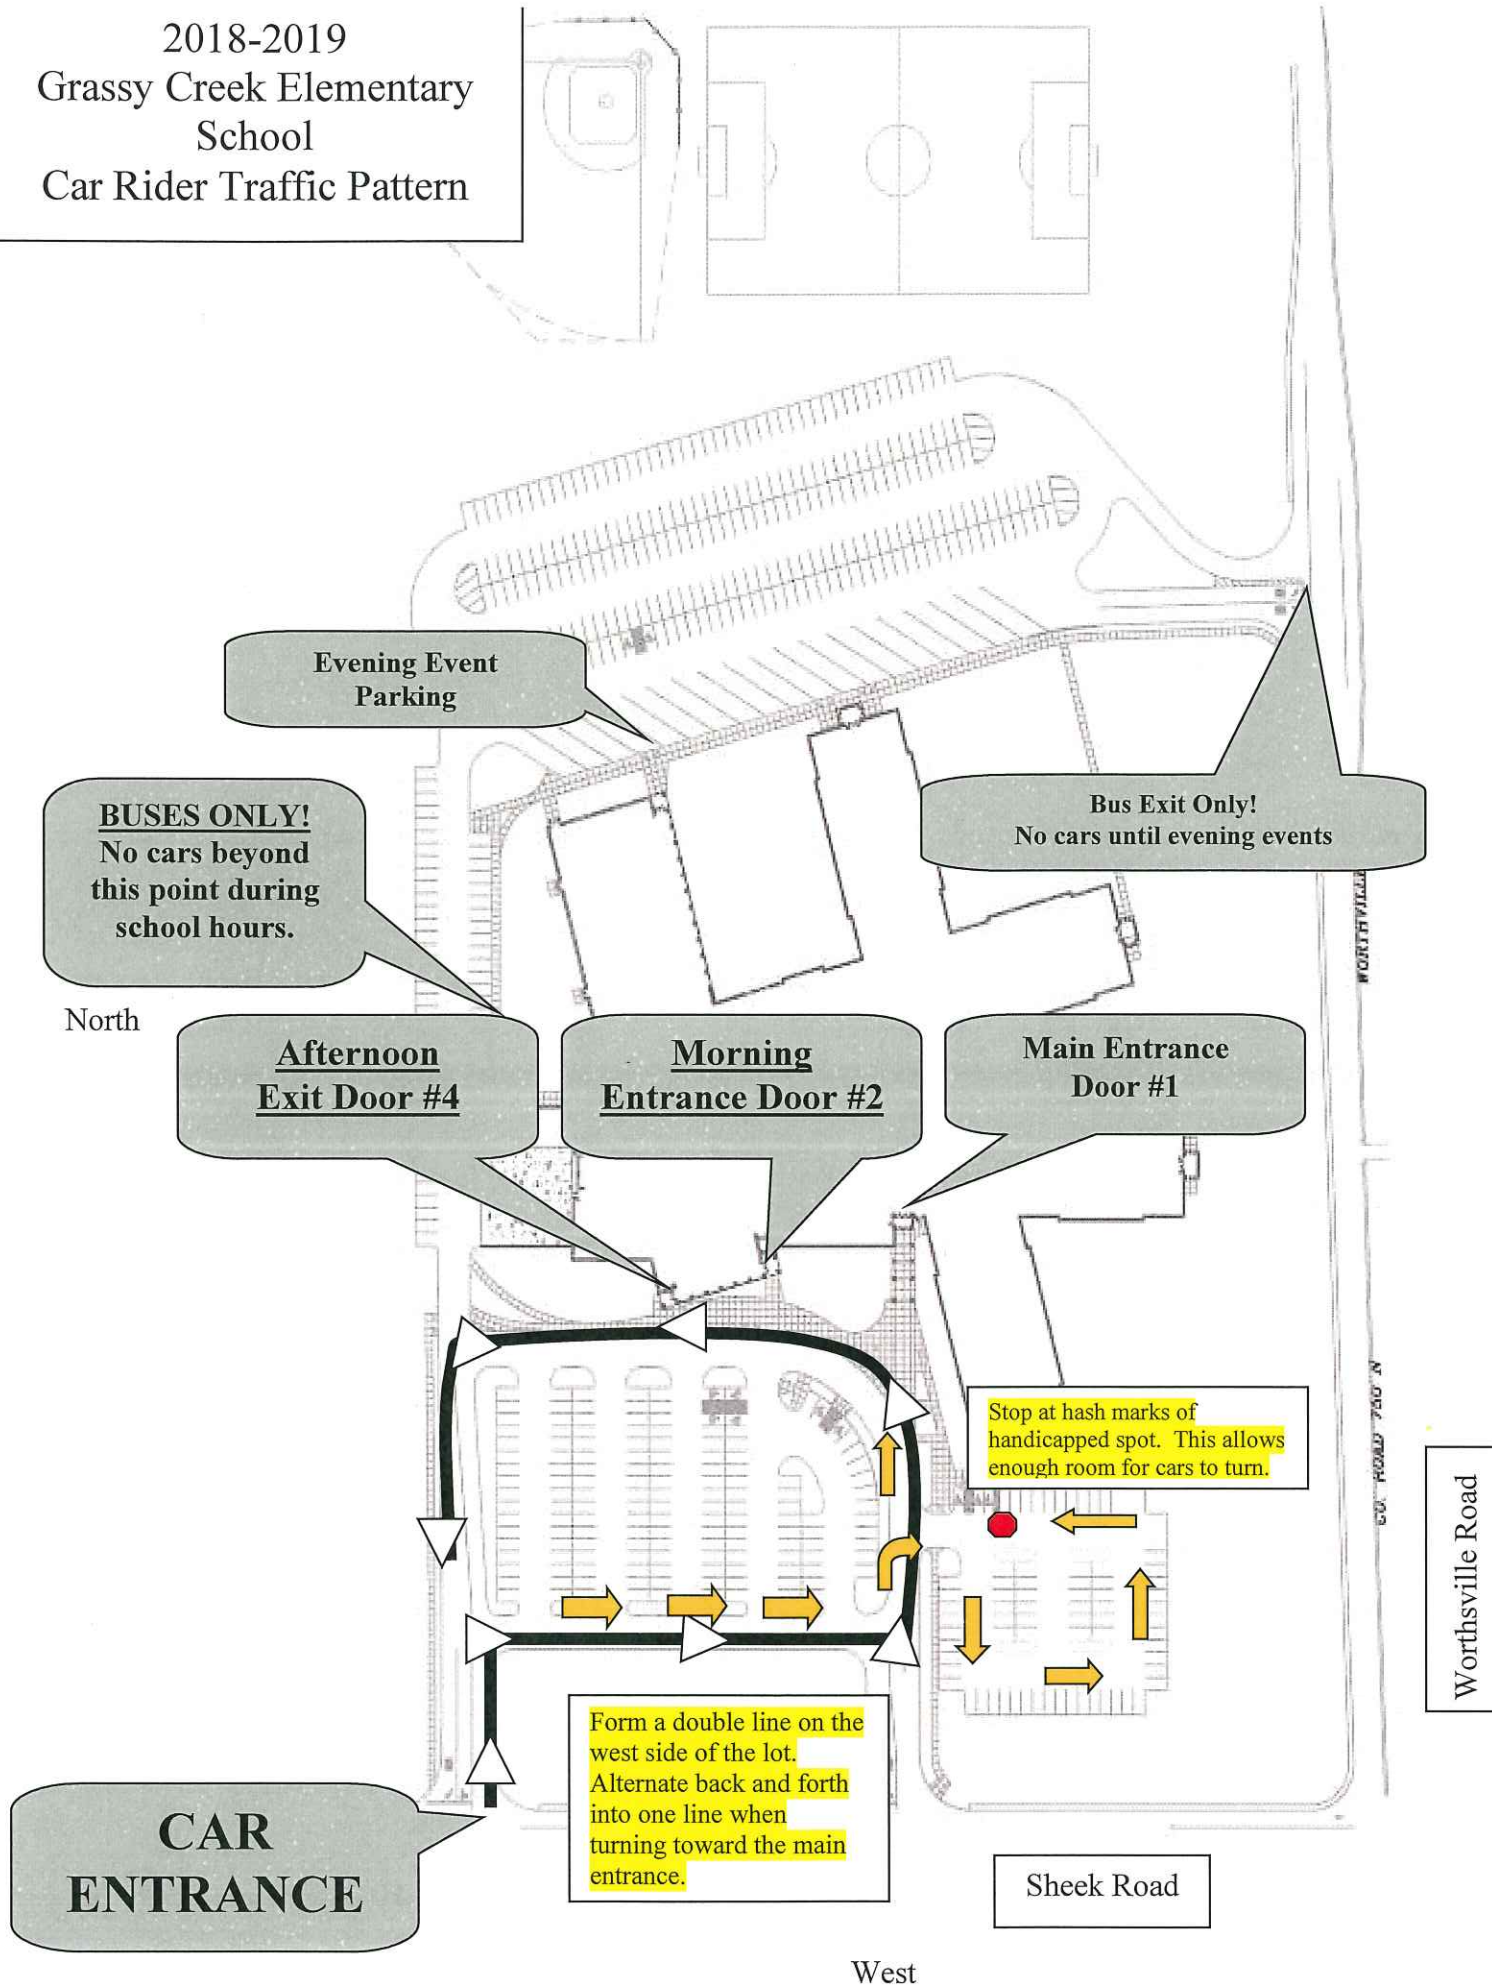 2018-2019
Grassy Creek Elementary
School
Car Rider Traffic Pattern
Evening Event
Parking
BUSES ONLY!
No cars beyond
this point during
school hours.
Bus Exit Only!
No cars until evening events
WORTHVILLE
North
Afternoon
Exit Door #4
Morning
Entrance Door #2
Main Entrance
Door #1
Stop at hash marks of
handicapped spot. This allows
enough room for cars to turn.
CO. ROAD 750 N
Worthsville Road
Form a double line on the
west side of the lot.
Alternate back and forth
into one line when
turning toward the main
entrance.
CAR
ENTRANCE
Sheek Road
West